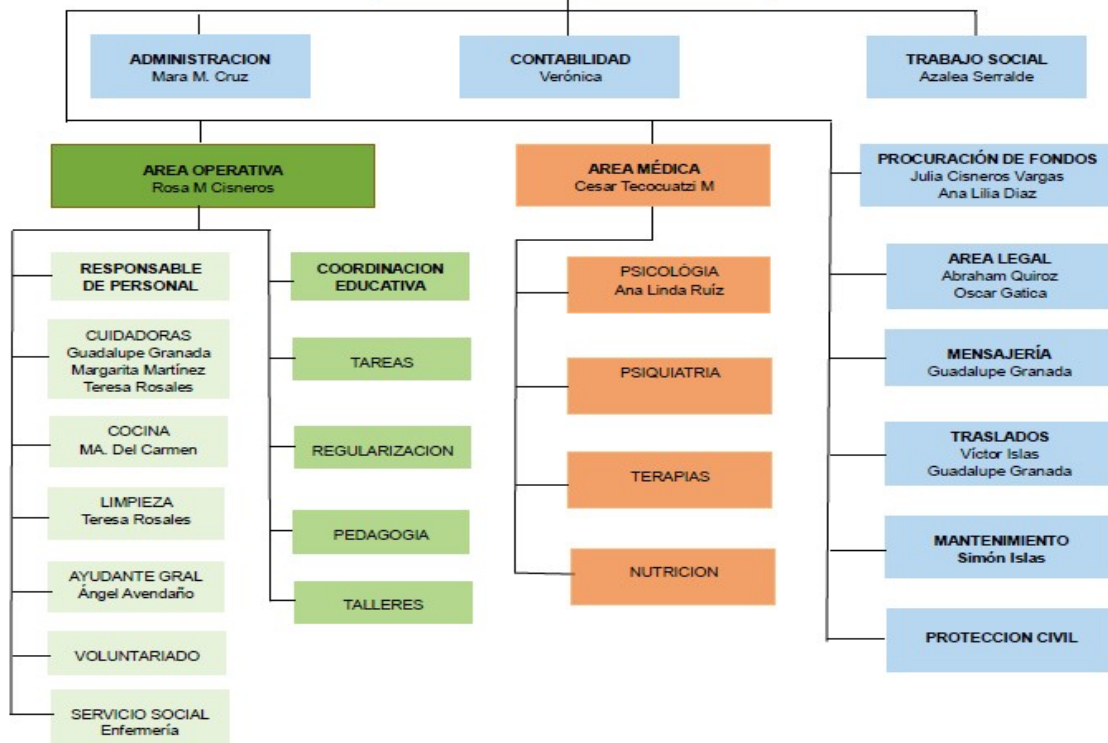 ADMINISTRACION
Mara M. Cruz
CONTABILIDAD
Verónica
TRABAJO SOCIAL
Azalea Serralde
AREA OPERATIVA
Rosa M Cisneros
AREA MÉDICA
Cesar Tecocuatzi M
PROCURACIÓN DE FONDOS
Julia Cisneros Vargas
Ana Lilia Diaz
RESPONSABLE
DE PERSONAL
CUIDADORAS
Guadalupe Granada
Margarita Martínez
Teresa Rosales
COCINA
MA. Del Carmen
LIMPIEZA
Teresa Rosales
AYUDANTE GRAL
Ángel Avendaño
VOLUNTARIADO
SERVICIO SOCIAL
Enfermería
COORDINACION
EDUCATIVA
TAREAS
REGULARIZACION
PEDAGOGIA
TALLERES
PSICOLÓGIA
Ana Linda Ruíz
PSIQUIATRIA
TERAPIAS
NUTRICION
AREA LEGAL
Abraham Quiroz
Oscar Gatica
MENSAJERÍA
Guadalupe Granada
TRASLADOS
Víctor Islas
Guadalupe Granada
MANTENIMIENTO
Simón Islas
PROTECCION CIVIL